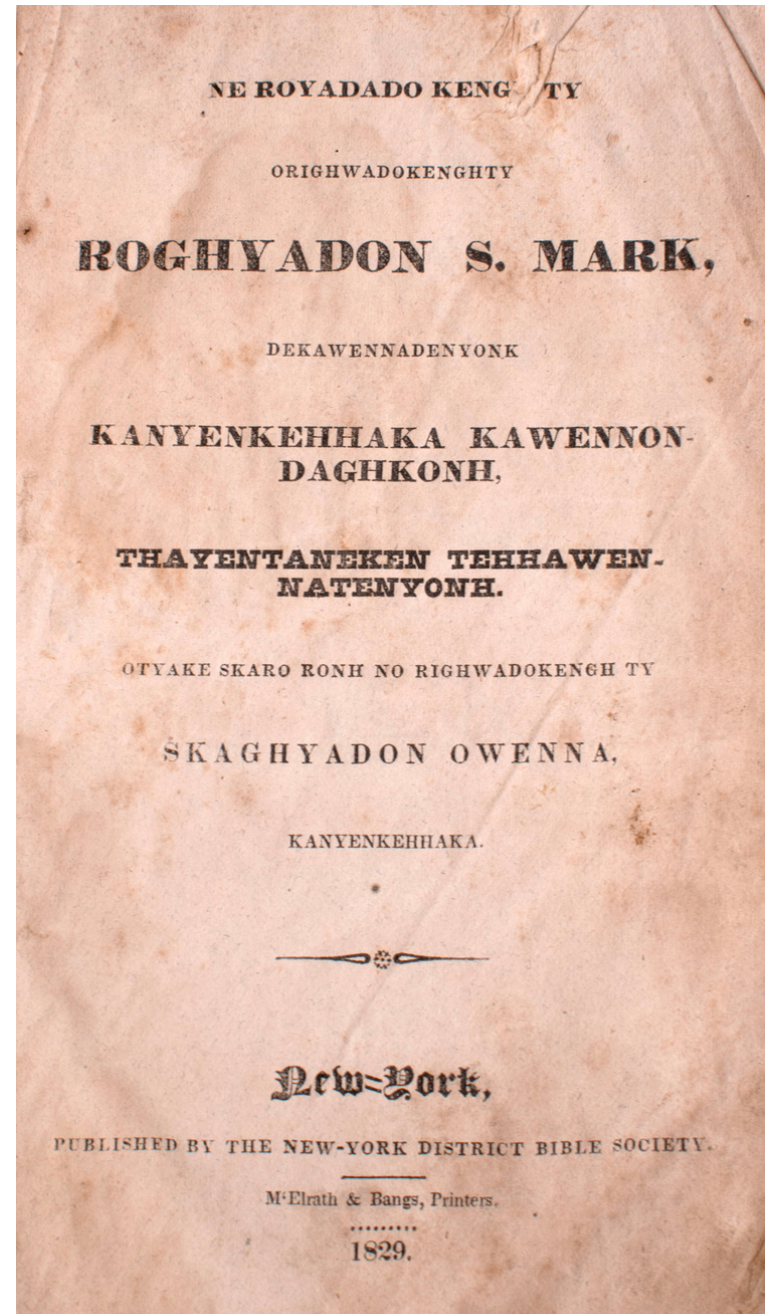 NE ROYADADO KENG TY
ORIGHWADOKENGHTY
ROGHYADON S. MARK,
DEKAWENNADENYONK
KANYENKEHHAKA KAWENNON-
DAGHKONH,
THAYENTANEKEN TEHHAWEN-
NATENYONH.
OTYAKE SKARO RONH NO RIGHWADOKENGH TY
SKAGHYADON OWENNA,
KANYENKEHHAKA.
New-York,
PUBLISHED BY THE NEW-YORK DISTRICT BIBLE SOCIETY.
M‘Elrath & Bangs, Printers.
1829.